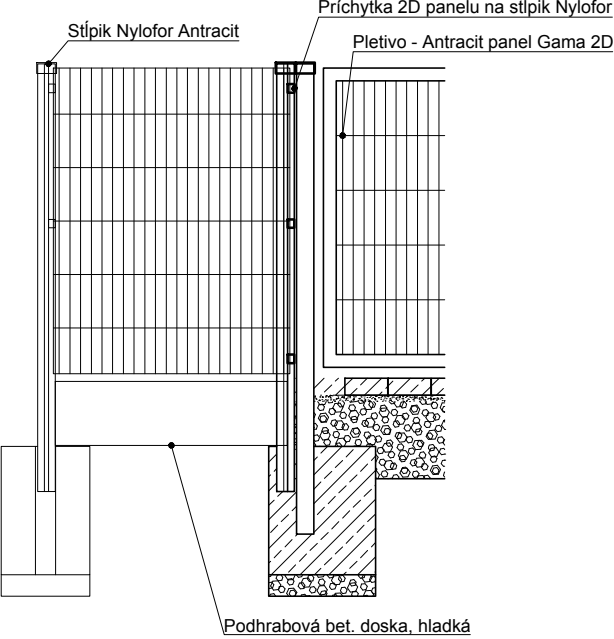 Príchytka 2D panelu na stĺpik Nylofor
Stĺpik Nylofor Antracit
Pletivo - Antracit panel Gama 2D
Podhrabová bet. doska, hladká